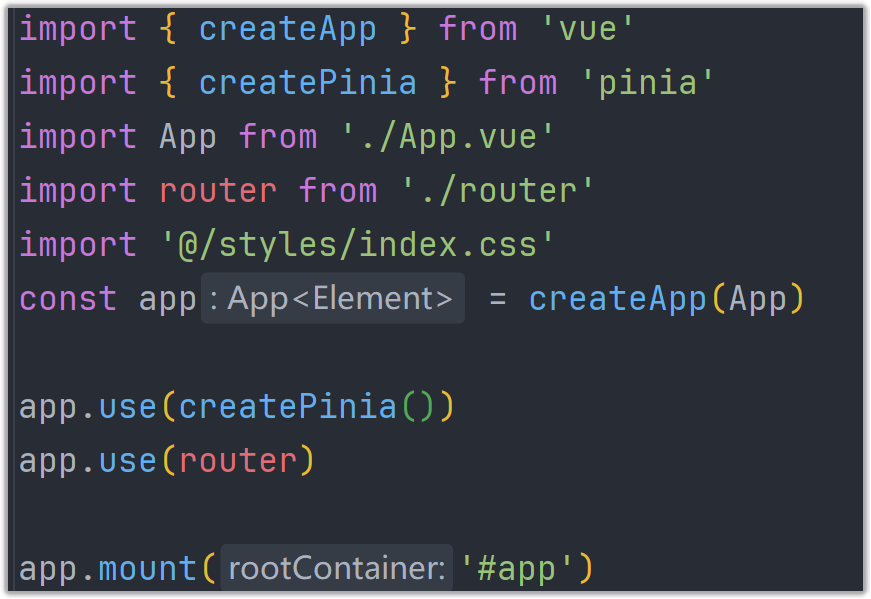 import { createApp } from 'vue'
import { createPinia } from 'pinia'
import App from './App.vue'
import router from './router'
import '@/styles/index.css'
const app : App<Element> = createApp(App)
app.use(createPinia())
app.use(router)
app.mount( rootContainer: '#app')